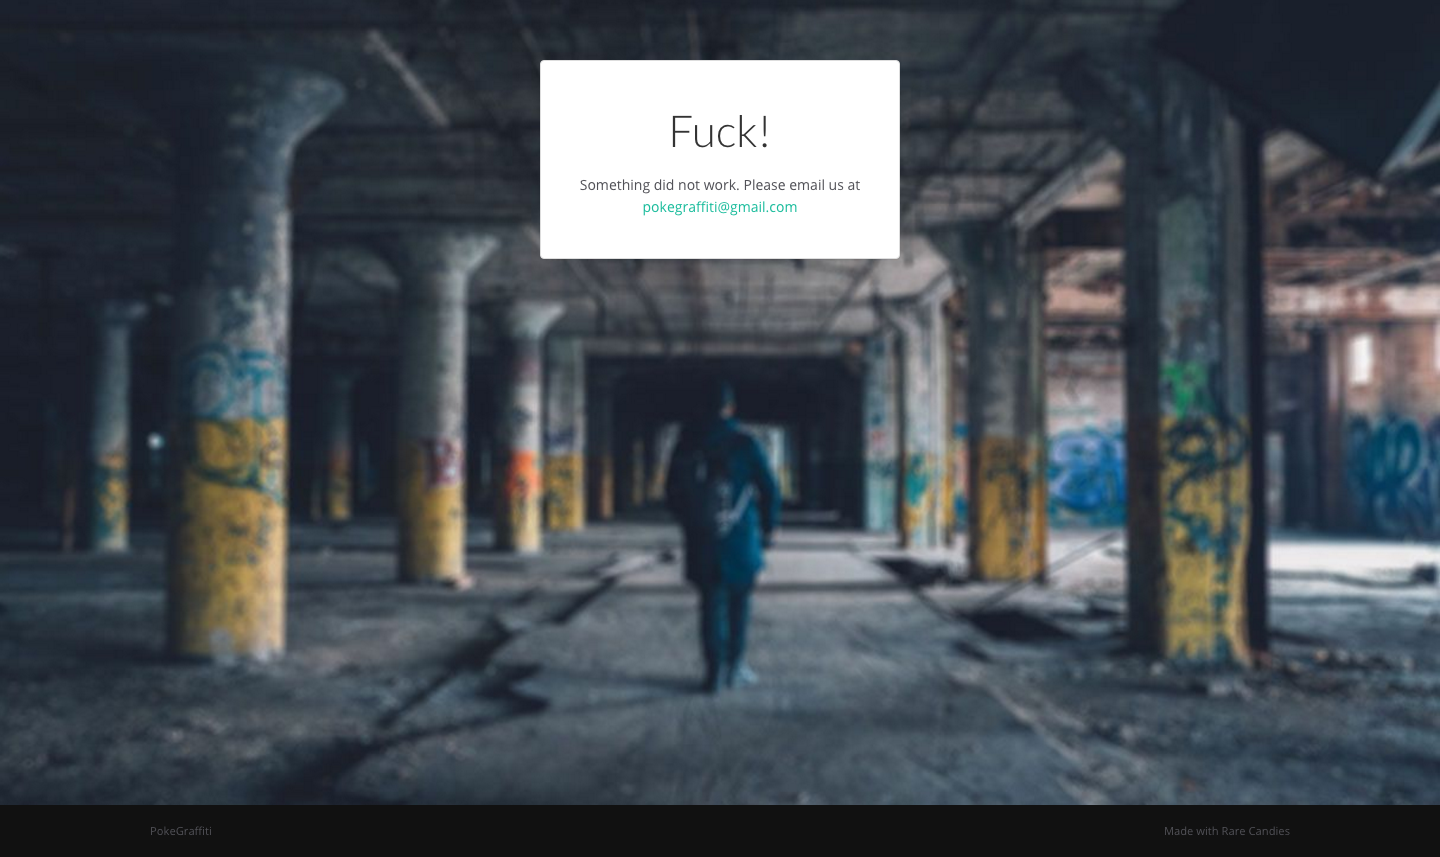 Fuck!
Something did not work. Please email us at
pokegraffiti@gmail.com
PokeGraffiti
Made with Rare Candies